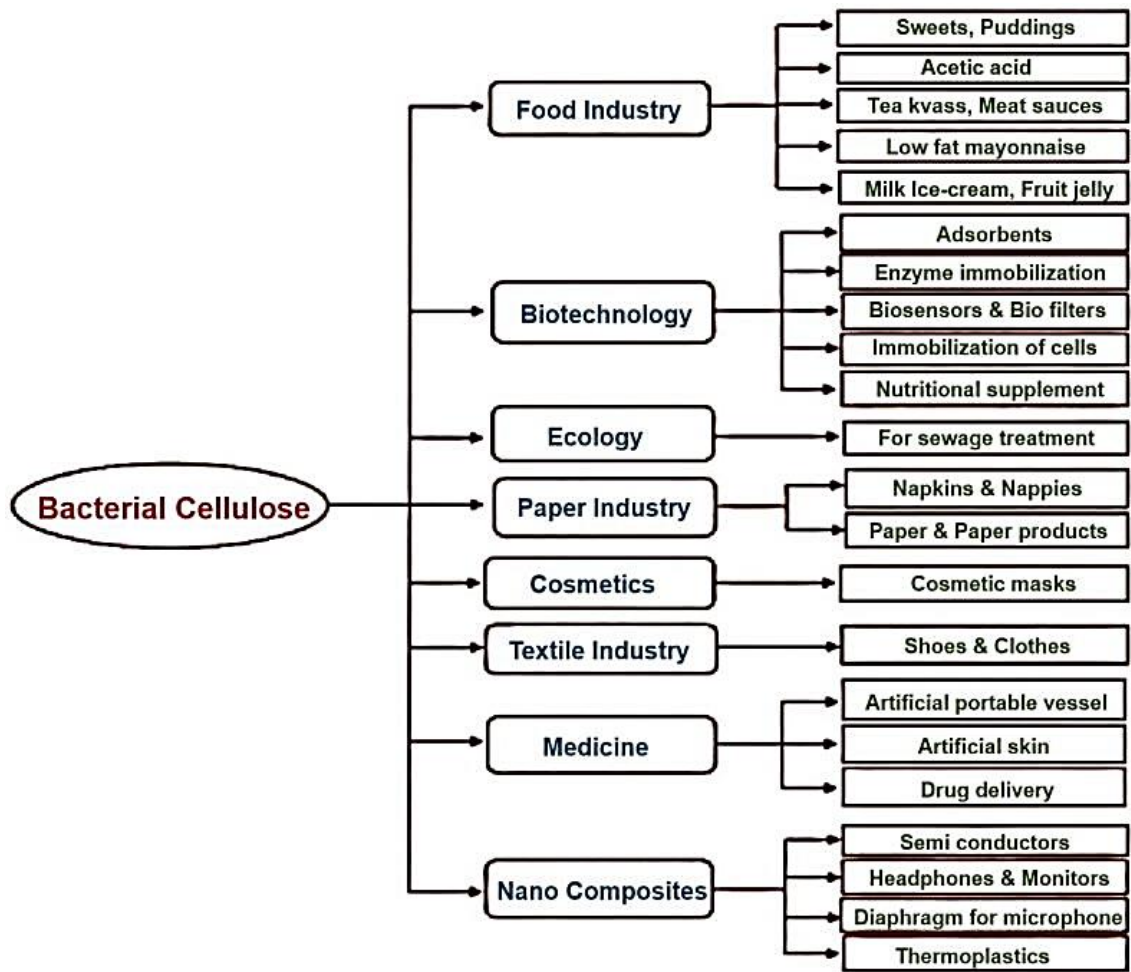 Bacterial Cellulose
Food Industry
Sweets, Puddings
Acetic acid
Tea kvass, Meat sauces
Low fat mayonnaise
Milk Ice-cream, Fruit jelly
Biotechnology
Adsorbents
Enzyme immobilization
Biosensors & Bio filters
Immobilization of cells
Nutritional supplement
Ecology
For sewage treatment
Paper Industry
Napkins & Nappies
Paper & Paper products
Cosmetics
Cosmetic masks
Textile Industry
Shoes & Clothes
Medicine
Artificial portable vessel
Artificial skin
Drug delivery
Nano Composites
Semi conductors
Headphones & Monitors
Diaphragm for microphone
Thermoplastics